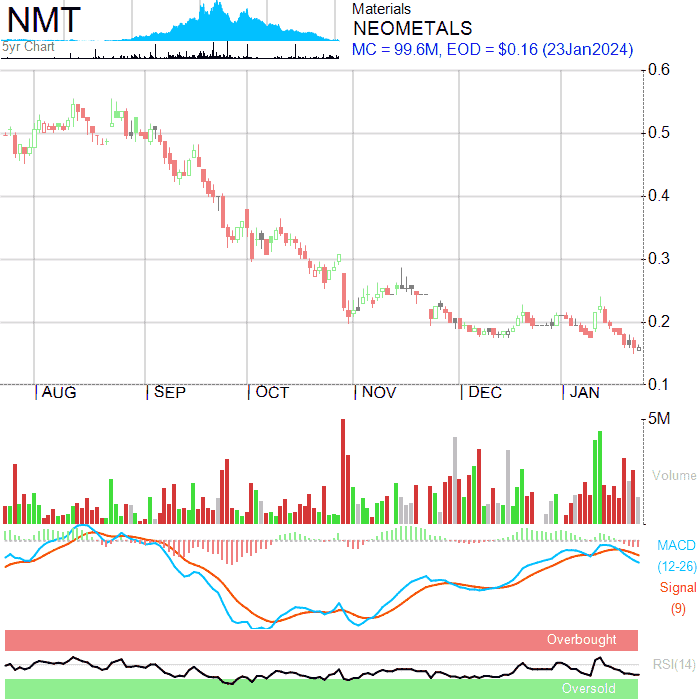 NMT
5yr Chart
Materials
NEOMETALS
MC = 99.6M, EOD = $0.16 (23Jan2024)
0.6
0.5
0.4
0.3
0.2
0.1
AUG SEP OCT NOV DEC JAN
5M
Volume
MACD
(12-26)
Signal
(9)
Overbought
RSI(14)
Oversold